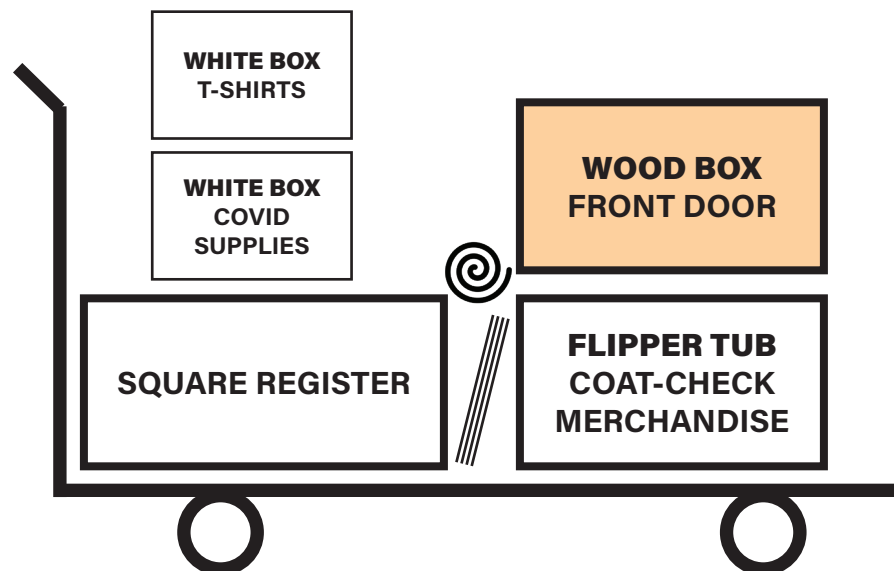 WHITE BOX
T-SHIRTS
WHITE BOX
COVID
SUPPLIES
WOOD BOX
FRONT DOOR
SQUARE REGISTER
FLIPPER TUB
COAT-CHECK
MERCHANDISE